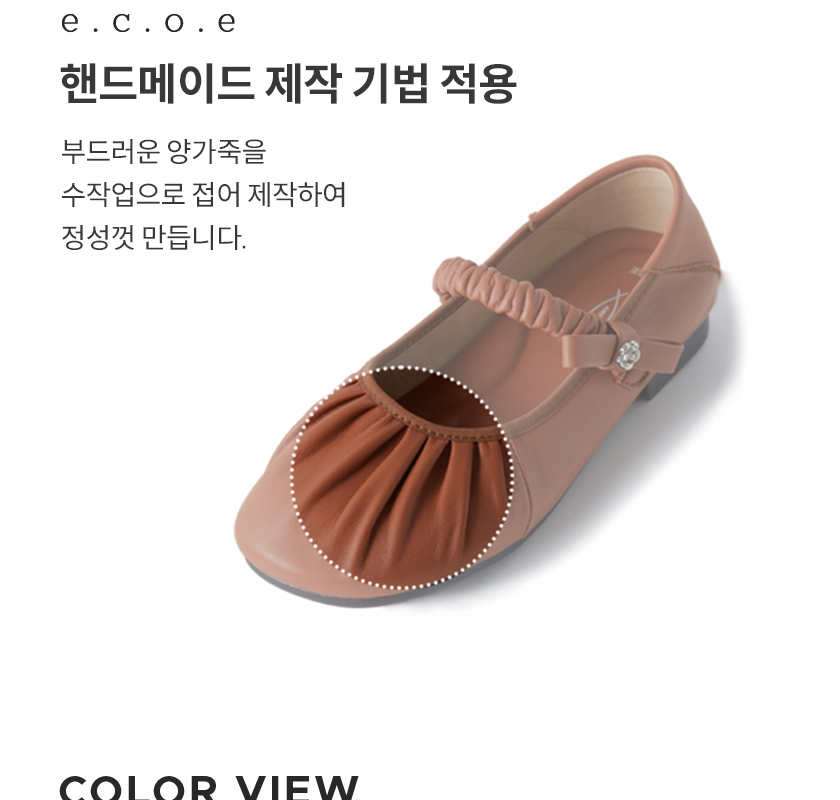 e.c.o.e
핸드메이드 제작 기법 적용
부드러운 양가죽을
수작업으로 접어 제작하여
정성껏 만듭니다.
COLOR VIEW